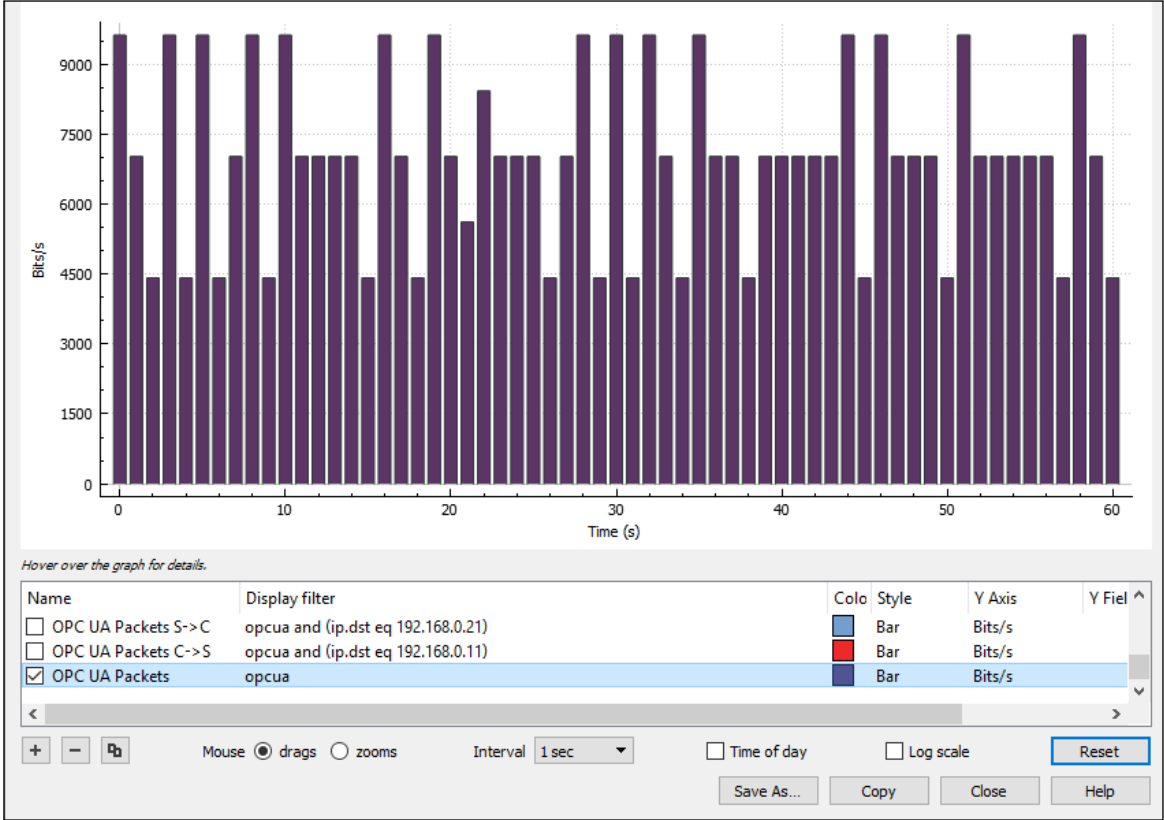 9000
7500
6000
4500
3000
1500
0
Bits/s
0 10 20 30 40 50 60
Time (s)
Hover over the graph for details.
Name Display filter Colo Style Y Axis Y Fiel
OPC UA Packets S->C opcua and (ip.dst eq 192.168.0.21) Bar Bits/s
OPC UA Packets C->S opcua and (ip.dst eq 192.168.0.11) Bar Bits/s
OPC UA Packets opcua Bar Bits/s
Mouse drags zooms Interval 1 sec Time of day Log scale Reset
Save As... Copy Close Help